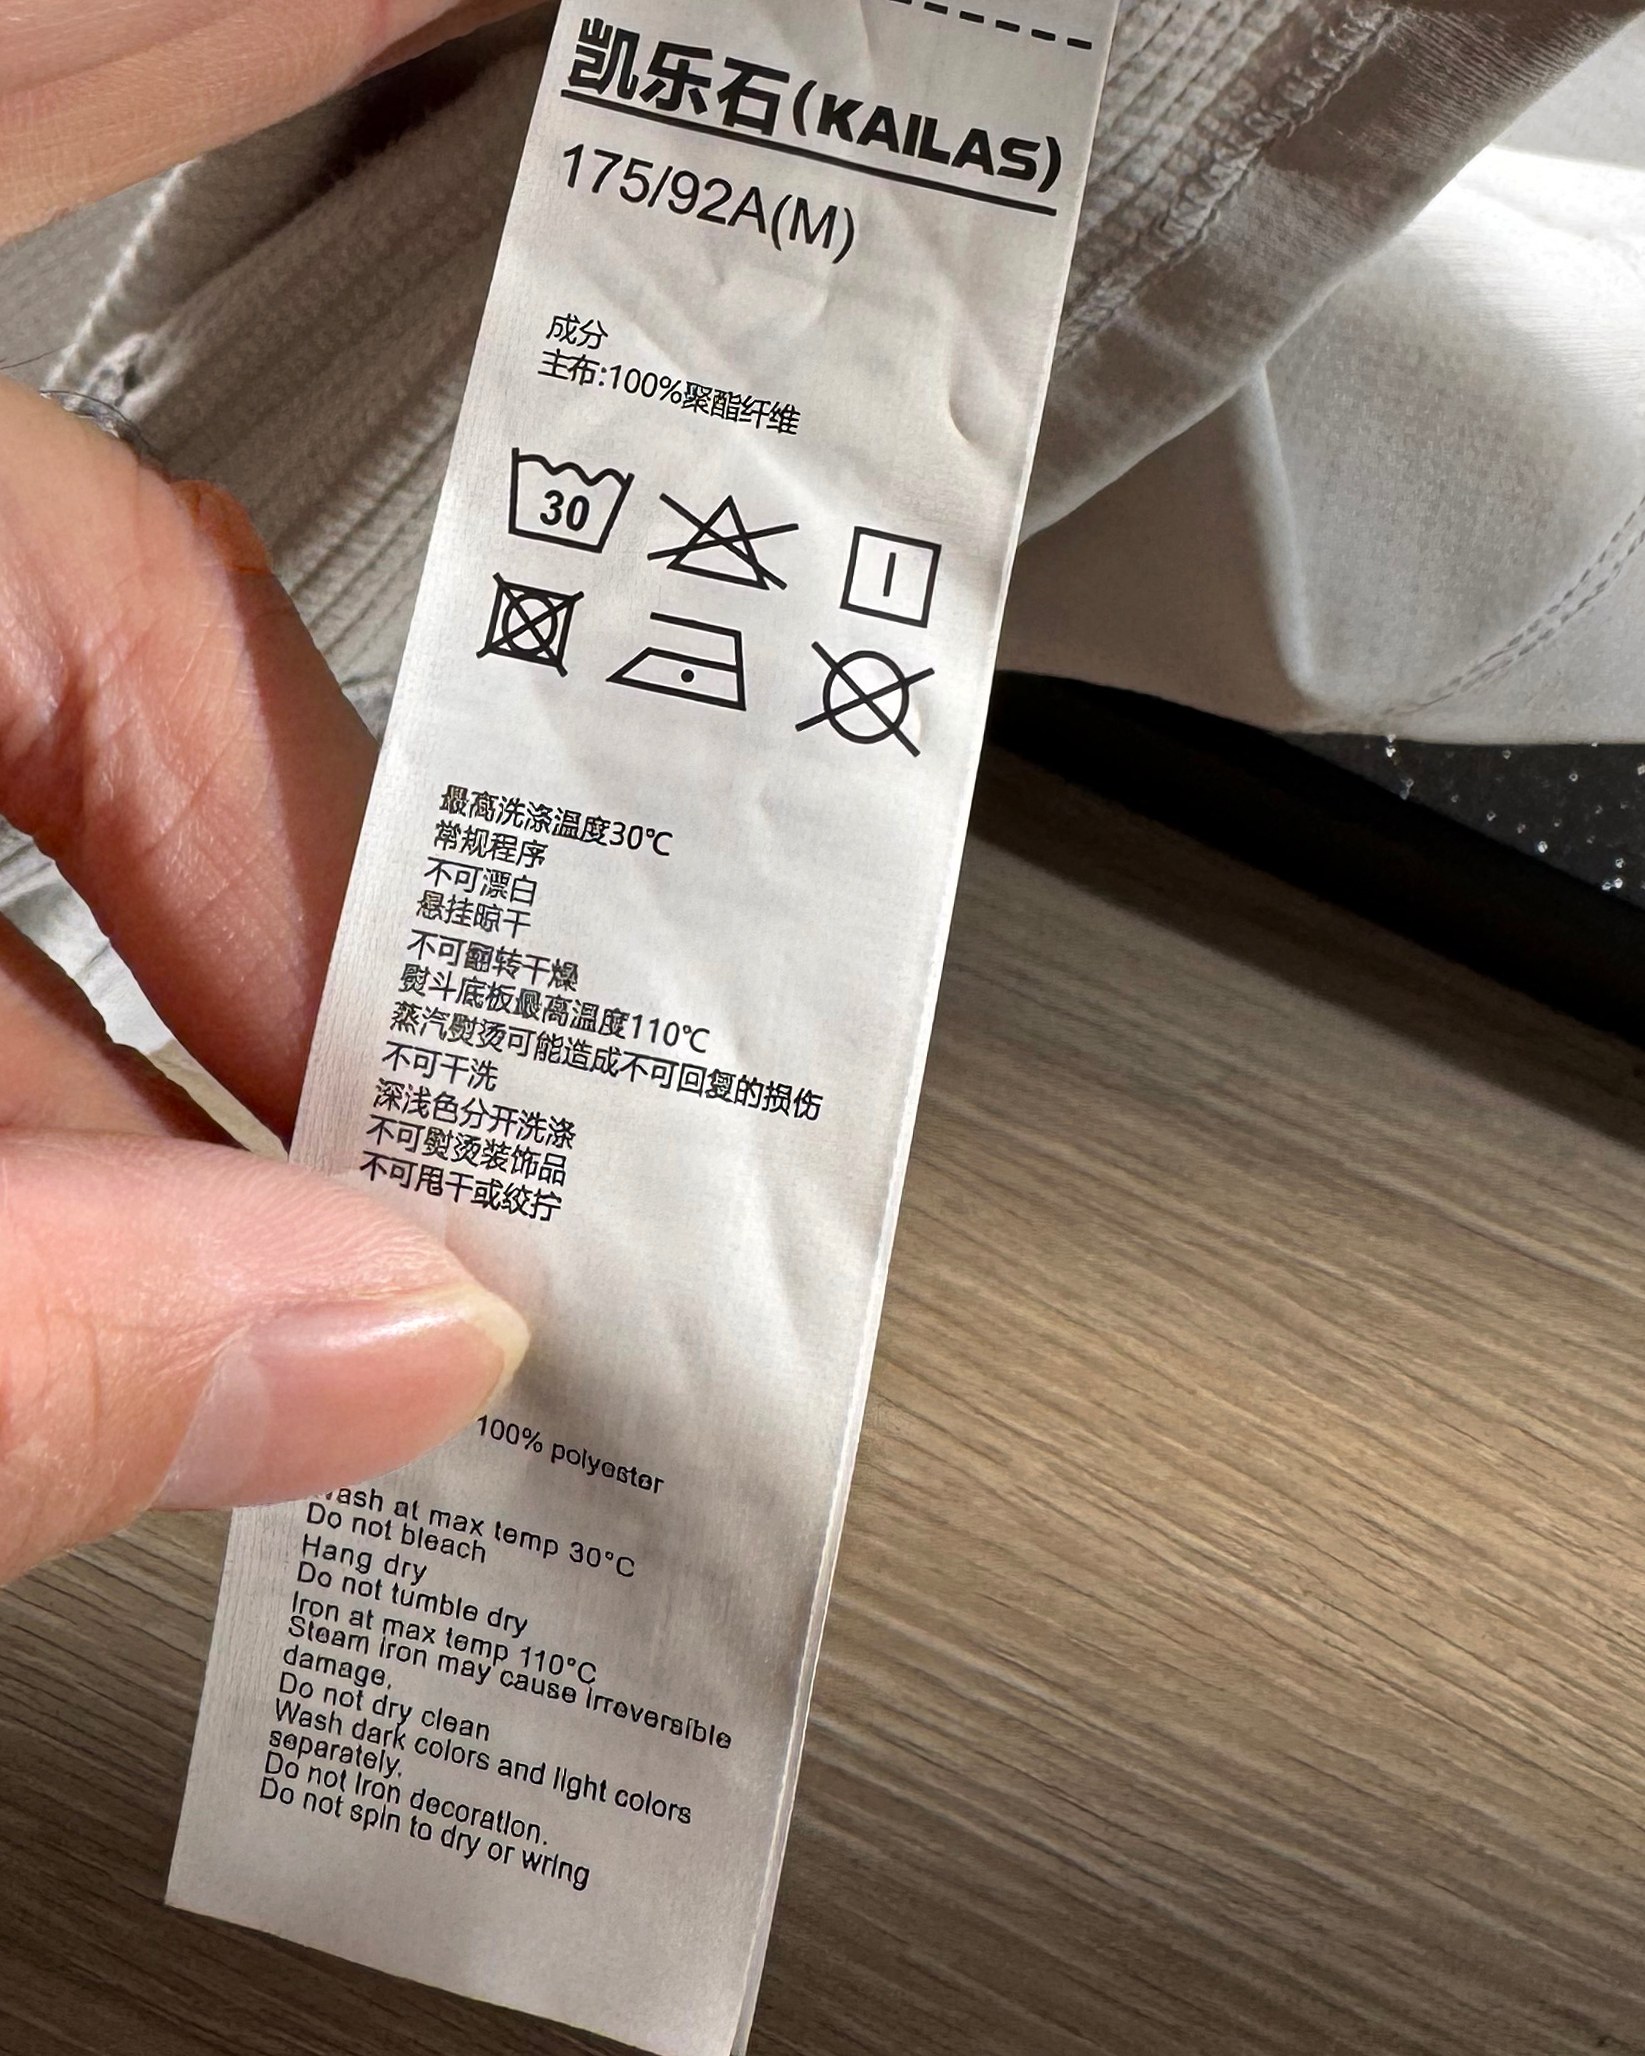 凯乐石(KAILAS)
175/92A(M)
成分
主布:100%聚酯纤维
30
最高洗涤温度30℃
常规程序
不可漂白
悬挂晾干
不可翻转干燥
熨斗底板最高温度110℃
蒸汽熨烫可能造成不可回复的损伤
不可干洗
深浅色分开洗涤
不可熨烫装饰品
不可甩干或绞拧
100% polyester
Wash at max temp 30°C
Do not bleach
Hang dry
Do not tumble dry
Iron at max temp 110°C
Steam iron may cause irreversible
damage.
Do not dry clean
Wash dark colors and light colors
separately.
Do not iron decoration.
Do not spin to dry or wring